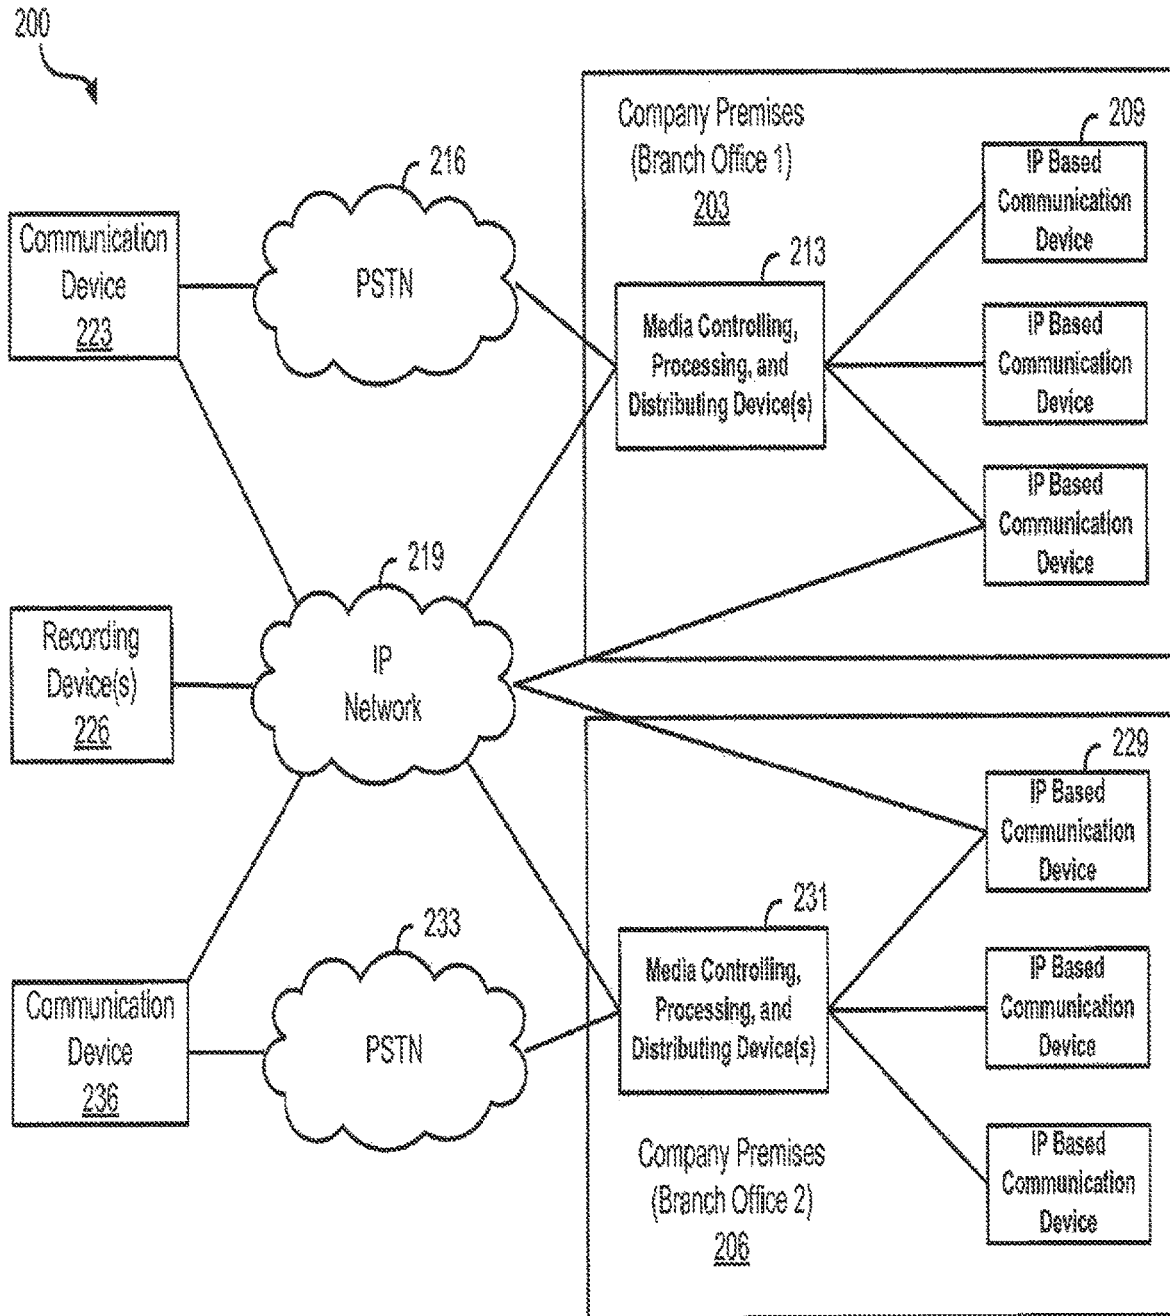 200
Company Premises
(Branch Office 1)
203
209
IP Based
Communication
Device
216
PSTN
Communication
Device
223
213
Media Controlling,
Processing, and
Distributing Device(s)
IP Based
Communication
Device
IP Based
Communication
Device
219
IP
Network
Recording
Device(s)
226
229
IP Based
Communication
Device
231
Media Controlling,
Processing, and
Distributing Device(s)
233
PSTN
Communication
Device
236
IP Based
Communication
Device
Company Premises
(Branch Office 2)
206
IP Based
Communication
Device